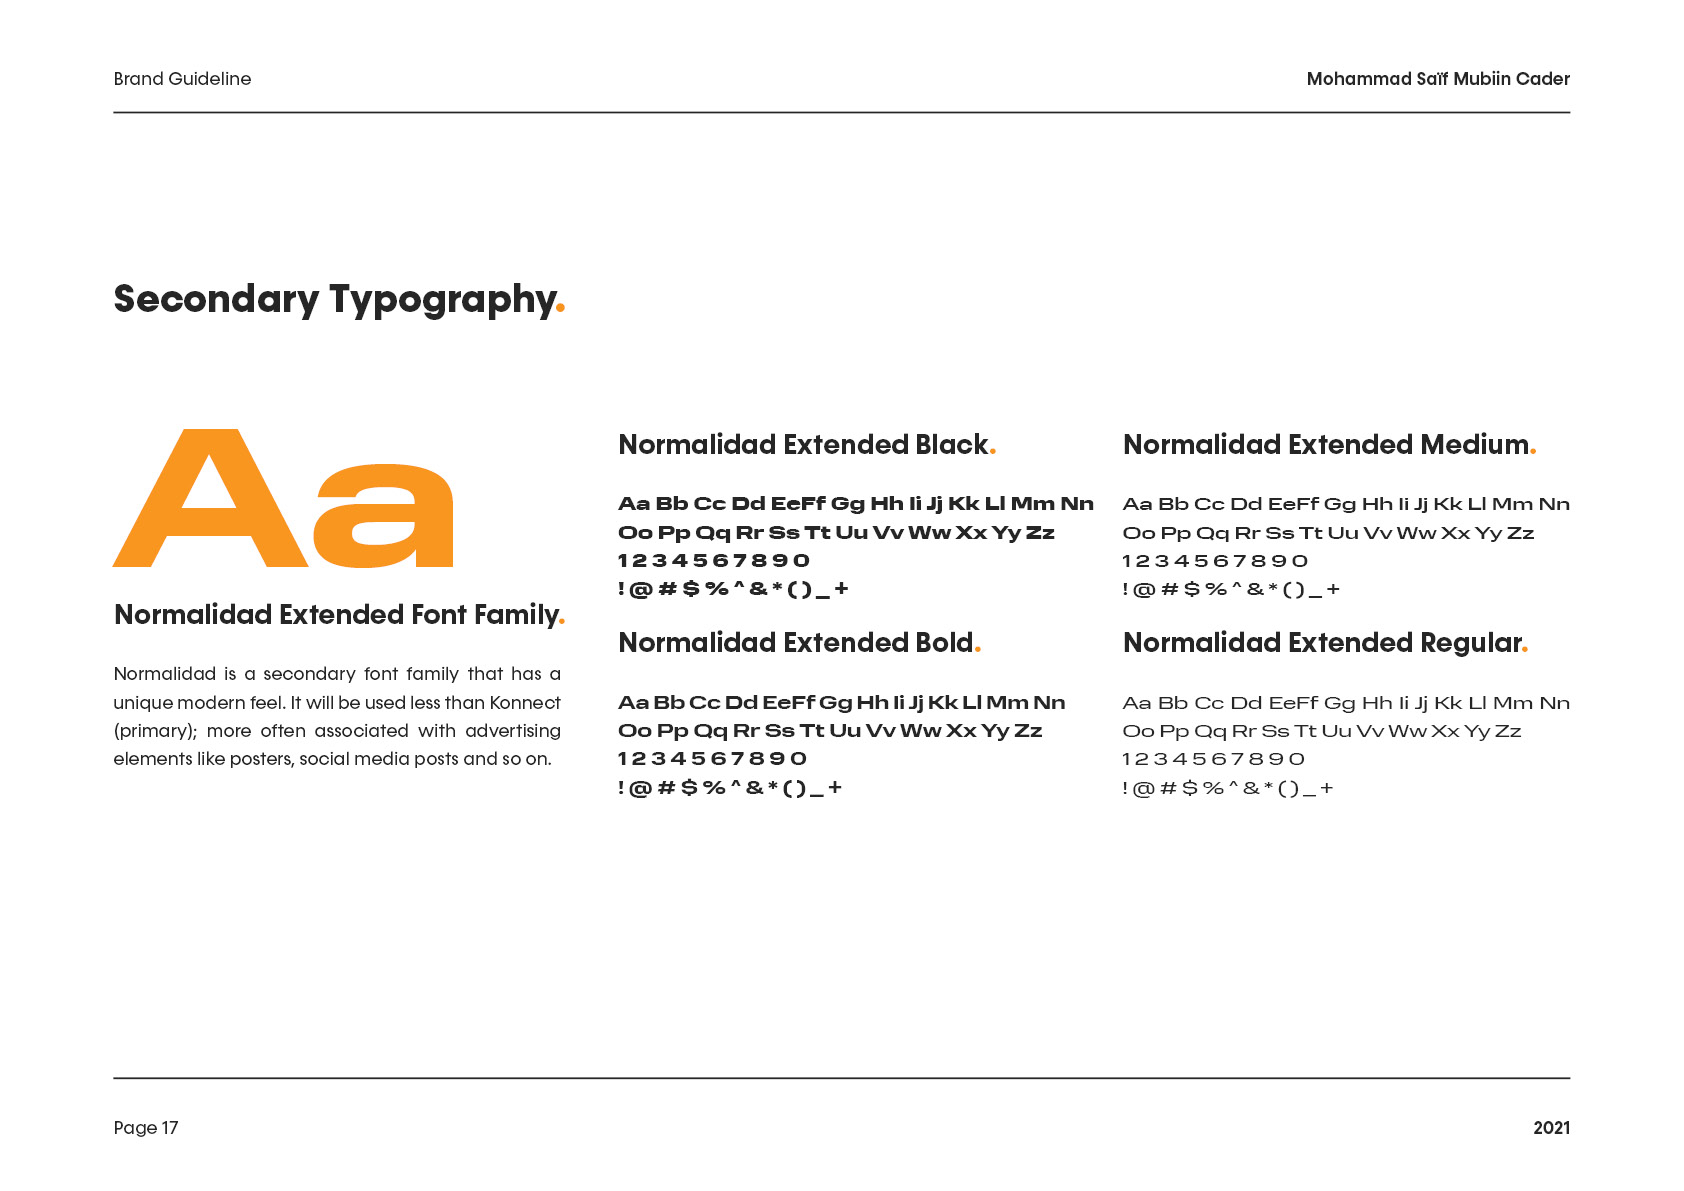 Brand Guideline
Mohammad Saïf Mubiin Cader
Secondary Typography.
Aa
Normalidad Extended Font Family.
Normalidad is a secondary font family that has a
unique modern feel. It will be used less than Konnect
(primary); more often associated with advertising
elements like posters, social media posts and so on.
Normalidad Extended Black.
Aa Bb Cc Dd EeFf Gg Hh Ii Jj Kk Ll Mm Nn
Oo Pp Qq Rr Ss Tt Uu Vv Ww Xx Yy Zz
1 2 3 4 5 6 7 8 9 0
! @ # $ % ^ & * ( ) _ +
Normalidad Extended Bold.
Aa Bb Cc Dd EeFf Gg Hh Ii Jj Kk Ll Mm Nn
Oo Pp Qq Rr Ss Tt Uu Vv Ww Xx Yy Zz
1 2 3 4 5 6 7 8 9 0
! @ # $ % ^ & * ( ) _ +
Normalidad Extended Medium.
Aa Bb Cc Dd EeFf Gg Hh Ii Jj Kk Ll Mm Nn
Oo Pp Qq Rr Ss Tt Uu Vv Ww Xx Yy Zz
1 2 3 4 5 6 7 8 9 0
! @ # $ % ^ & * ( ) _ +
Normalidad Extended Regular.
Aa Bb Cc Dd EeFf Gg Hh Ii Jj Kk Ll Mm Nn
Oo Pp Qq Rr Ss Tt Uu Vv Ww Xx Yy Zz
1 2 3 4 5 6 7 8 9 0
! @ # $ % ^ & * ( ) _ +
Page 17
2021